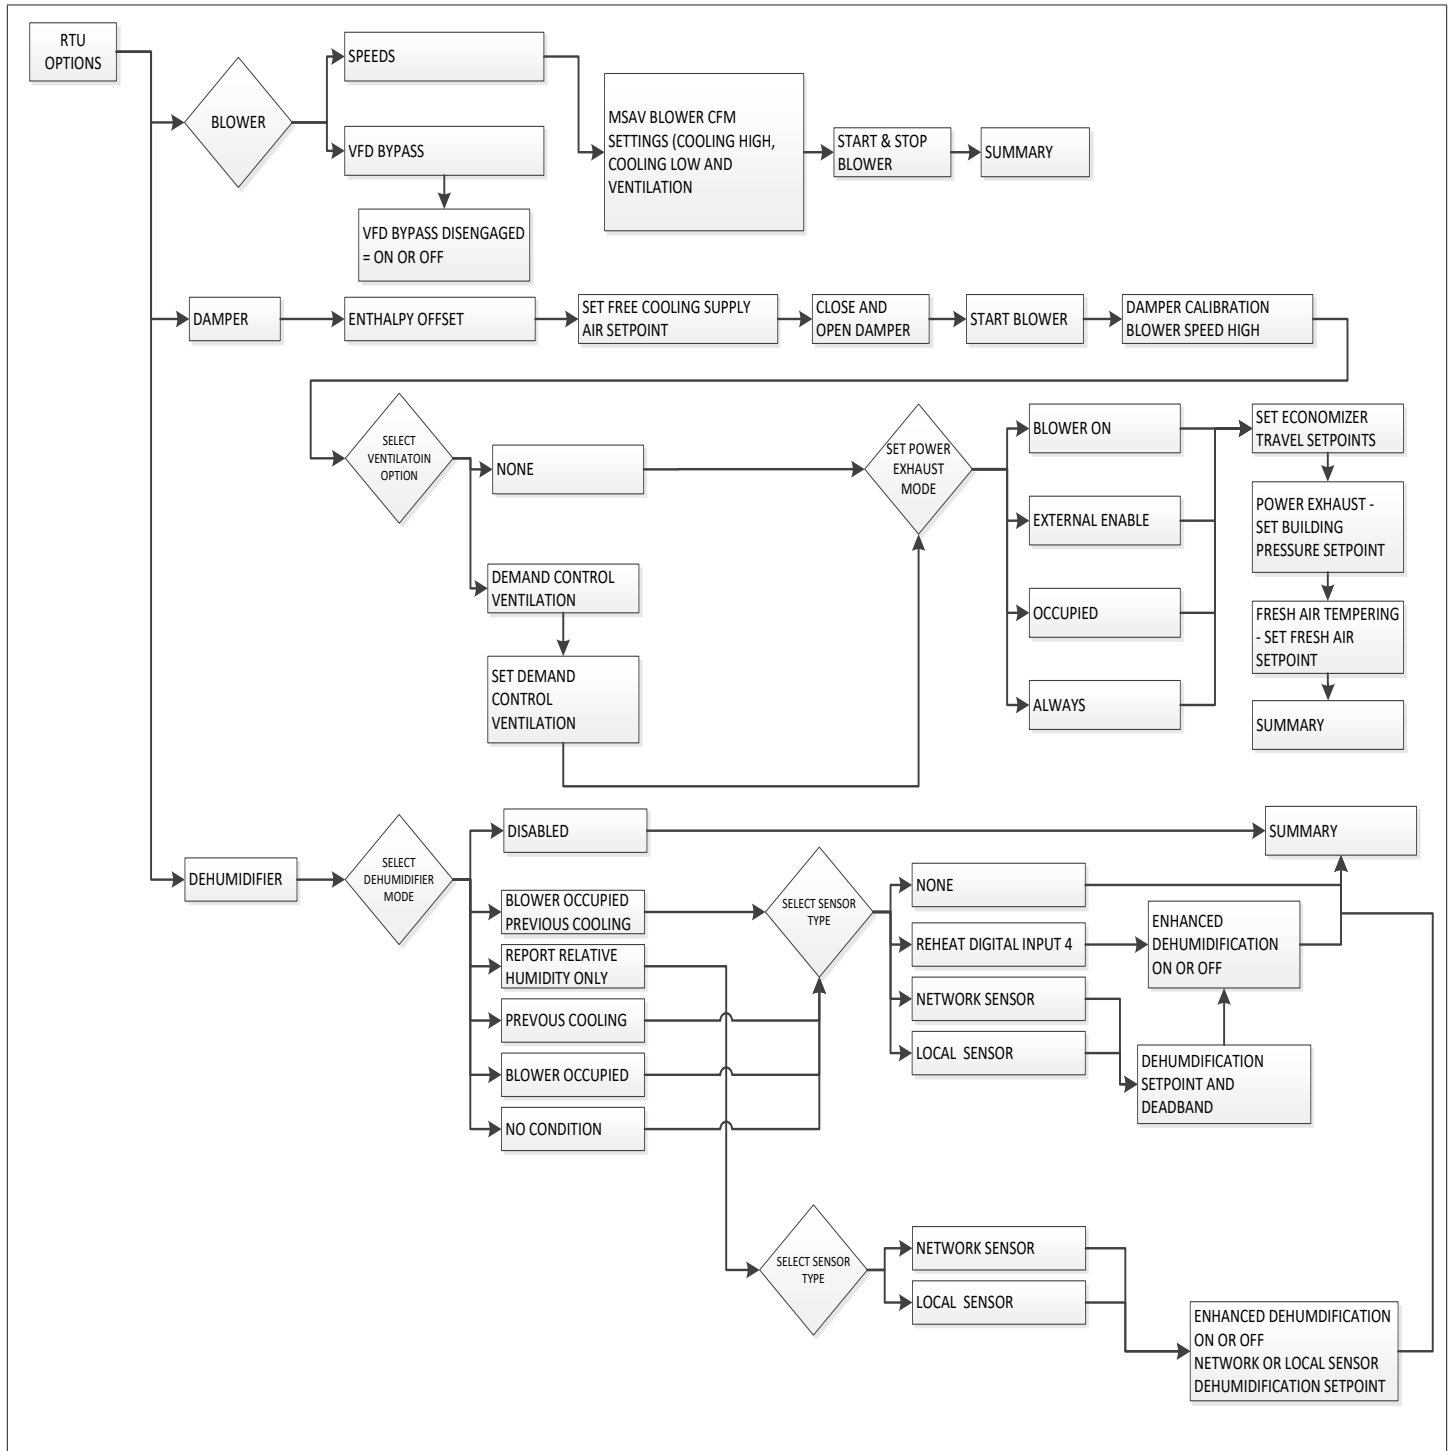 RTU
OPTIONS
BLOWER
SPEEDS
VFD BYPASS
VFD BYPASS DISENGAGED
= ON OR OFF
MSAV BLOWER CFM
SETTINGS (COOLING HIGH,
COOLING LOW AND
VENTILATION
START & STOP
BLOWER
SUMMARY
DAMPER
ENTHALPY OFFSET
SET FREE COOLING SUPPLY
AIR SETPOINT
CLOSE AND
OPEN DAMPER
START BLOWER
DAMPER CALIBRATION
BLOWER SPEED HIGH
SELECT
VENTILATOIN
OPTION
NONE
DEMAND CONTROL
VENTILATION
SET DEMAND
CONTROL
VENTILATION
SET POWER
EXHAUST
MODE
BLOWER ON
EXTERNAL ENABLE
OCCUPIED
ALWAYS
SET ECONOMIZER
TRAVEL SETPOINTS
POWER EXHAUST -
SET BUILDING
PRESSURE SETPOINT
FRESH AIR TEMPERING
- SET FRESH AIR
SETPOINT
SUMMARY
DEHUMIDIFIER
SELECT
DEHUMIDIFIER
MODE
DISABLED
BLOWER OCCUPIED
PREVIOUS COOLING
REPORT RELATIVE
HUMIDITY ONLY
PREVOUS COOLING
BLOWER OCCUPIED
NO CONDITION
SELECT SENSOR
TYPE
NONE
REHEAT DIGITAL INPUT 4
NETWORK SENSOR
LOCAL  SENSOR
ENHANCED
DEHUMIDIFICATION
ON OR OFF
DEHUMDIFICATION
SETPOINT AND
DEADBAND
SUMMARY
SELECT SENSOR
TYPE
NETWORK SENSOR
LOCAL  SENSOR
ENHANCED DEHUMDIFICATION
ON OR OFF
NETWORK OR LOCAL SENSOR
DEHUMIDIFICATION SETPOINT